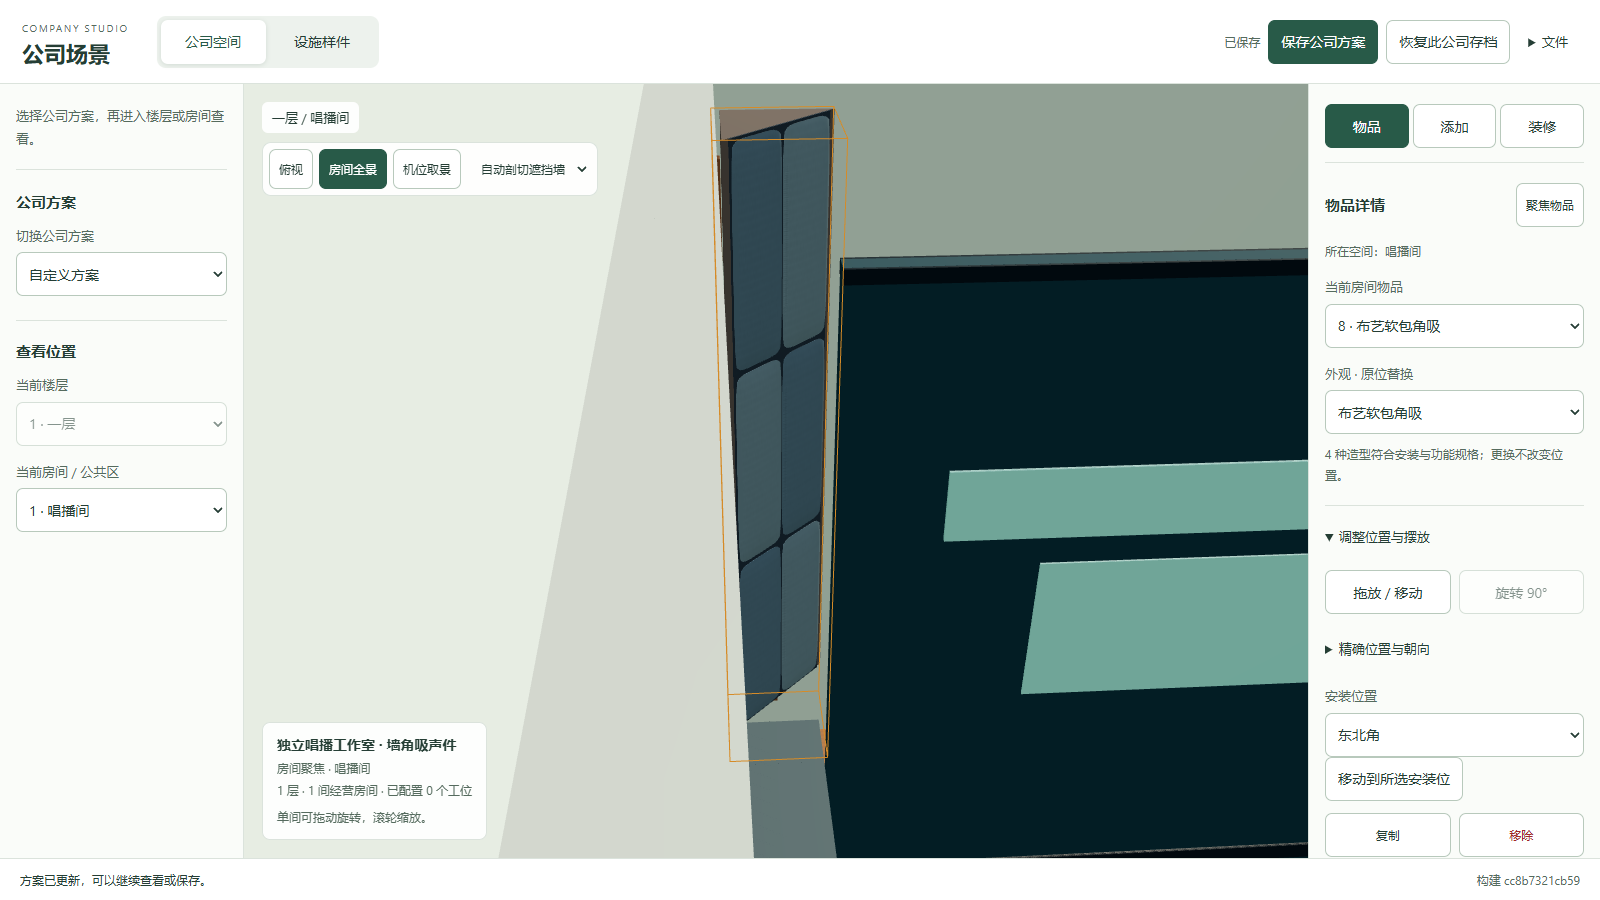 COMPANY STUDIO
公司场景
公司空间
设施样件
已保存
保存公司方案
恢复此公司存档
▶ 文件
选择公司方案，再进入楼层或房间查
看。
公司方案
切换公司方案
自定义方案
查看位置
当前楼层
1 · 一层
当前房间 / 公共区
1 · 唱播间
一层 / 唱播间
俯视
房间全景
机位取景
自动剖切遮挡墙
独立唱播工作室 · 墙角吸声件
房间聚焦 · 唱播间
1 层 · 1 间经营房间 · 已配置 0 个工位
单间可拖动旋转，滚轮缩放。
物品
添加
装修
物品详情
聚焦物品
所在空间：唱播间
当前房间物品
8 · 布艺软包角吸
外观 · 原位替换
布艺软包角吸
4 种造型符合安装与功能规格；更换不改变位
置。
▼ 调整位置与摆放
拖放 / 移动
旋转 90°
▶ 精确位置与朝向
安装位置
东北角
移动到所选安装位
复制
移除
方案已更新，可以继续查看或保存。
构建 cc8b7321cb59